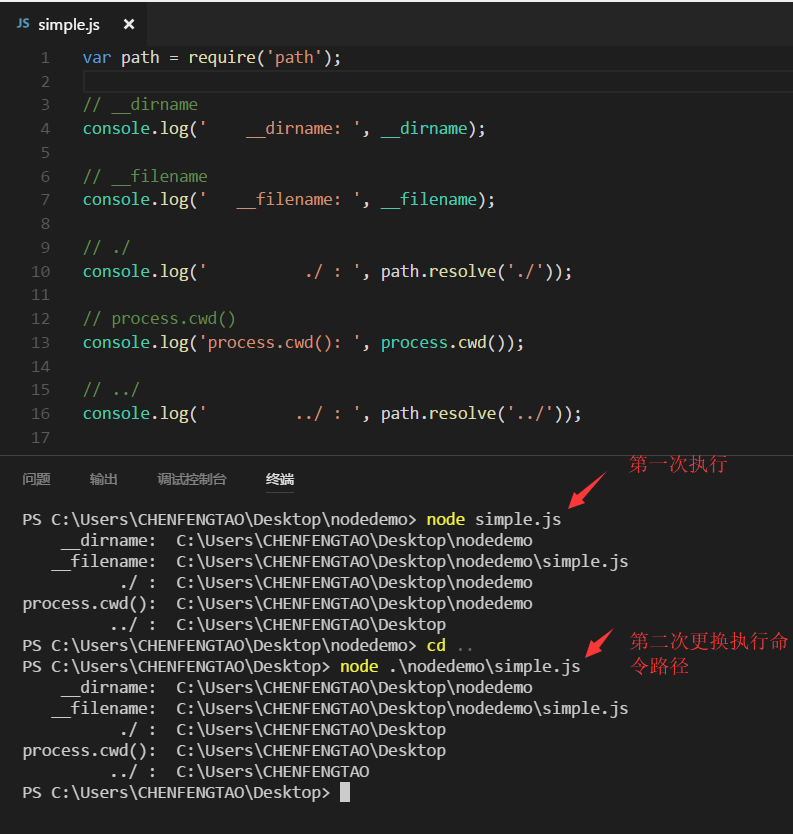 JS simple.js ×
1 var path = require('path');
2
3 // __dirname
4 console.log('    __dirname: ', __dirname);
5
6 // __filename
7 console.log('   __filename: ', __filename);
8
9 // ./
10 console.log('          ./ : ', path.resolve('./'));
11
12 // process.cwd()
13 console.log('process.cwd(): ', process.cwd());
14
15 // ../
16 console.log('         ../ : ', path.resolve('../'));
17
问题 输出 调试控制台 终端
第一次执行
PS C:\Users\CHENFENGTAO\Desktop\nodedemo> node simple.js
    __dirname:  C:\Users\CHENFENGTAO\Desktop\nodedemo
   __filename:  C:\Users\CHENFENGTAO\Desktop\nodedemo\simple.js
          ./ :  C:\Users\CHENFENGTAO\Desktop\nodedemo
process.cwd():  C:\Users\CHENFENGTAO\Desktop\nodedemo
         ../ :  C:\Users\CHENFENGTAO\Desktop
PS C:\Users\CHENFENGTAO\Desktop\nodedemo> cd ..
第二次更换执行命
令路径
PS C:\Users\CHENFENGTAO\Desktop> node .\nodedemo\simple.js
    __dirname:  C:\Users\CHENFENGTAO\Desktop\nodedemo
   __filename:  C:\Users\CHENFENGTAO\Desktop\nodedemo\simple.js
          ./ :  C:\Users\CHENFENGTAO\Desktop
process.cwd():  C:\Users\CHENFENGTAO\Desktop
         ../ :  C:\Users\CHENFENGTAO
PS C:\Users\CHENFENGTAO\Desktop>